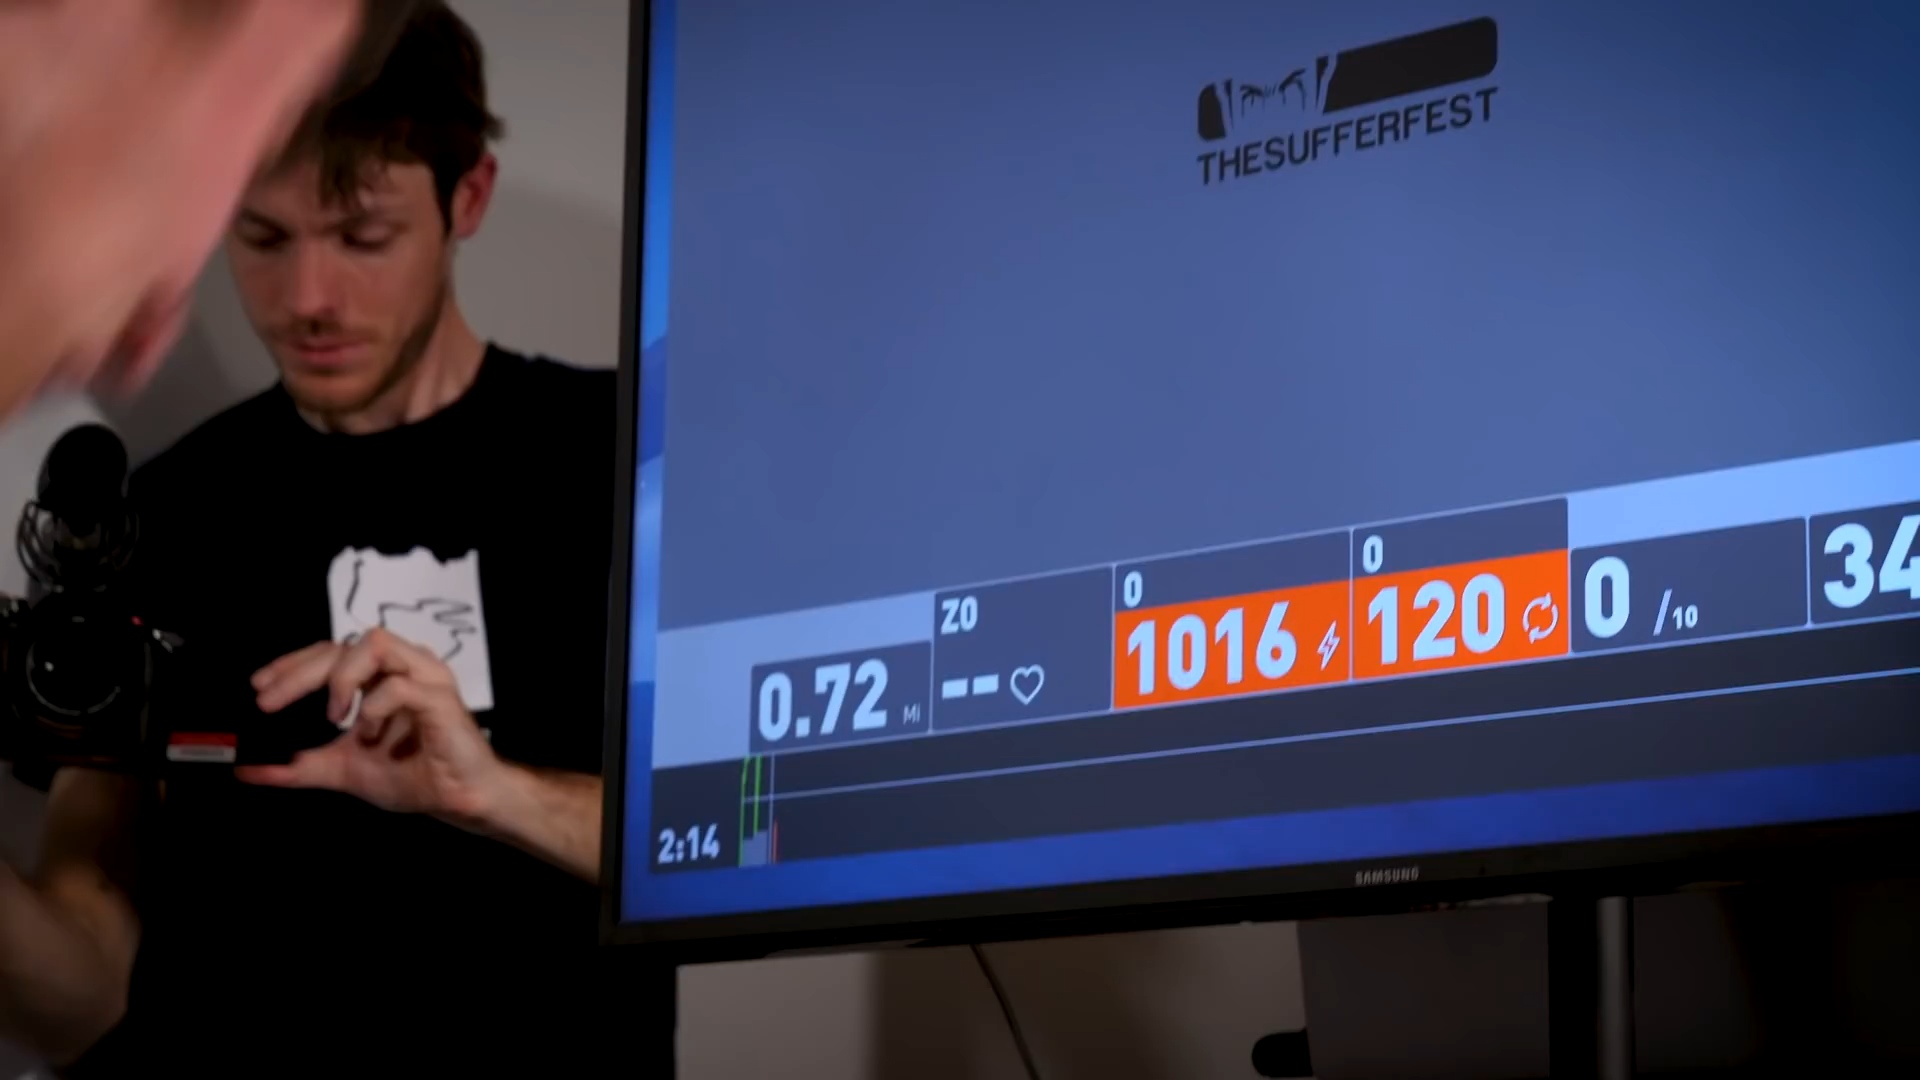 THESUFFERFEST
0.72 Mi
Z0
--
0
1016
0
120
0 /10
34
2:14
SAMSUNG